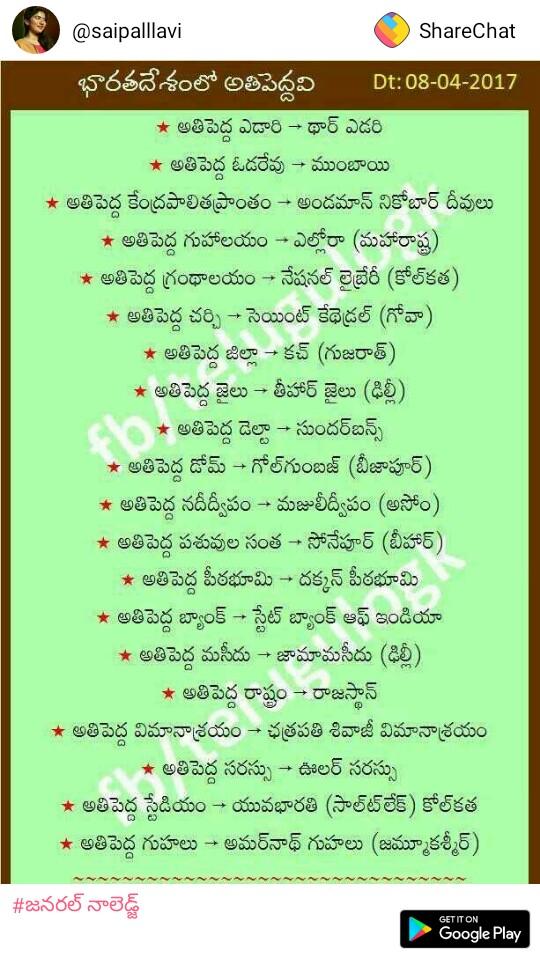 @saipalllavi
ShareChat
భారతదేశంలో అతిపెద్దవి Dt: 08-04-2017
★ అతిపెద్ద ఎడారి → థార్ ఎడరి
★ అతిపెద్ద ఓడరేవు → ముంబాయి
★ అతిపెద్ద కేంద్రపాలితప్రాంతం → అండమాన్ నికోబార్ దీవులు
★ అతిపెద్ద గుహాలయం → ఎల్లోరా (మహారాష్ట్ర)
★ అతిపెద్ద గ్రంథాలయం → నేషనల్ లైబ్రేరీ (కోల్‌కత)
★ అతిపెద్ద చర్చి → సెయింట్ కేథెడ్రల్ (గోవా)
★ అతిపెద్ద జిల్లా → కచ్ (గుజరాత్)
★ అతిపెద్ద జైలు → తీహార్ జైలు (ఢిల్లీ)
★ అతిపెద్ద డెల్టా → సుందర్‌బన్స్
★ అతిపెద్ద డోమ్ → గోల్‌గుంబజ్ (బీజాపూర్)
★ అతిపెద్ద నదీద్వీపం → మజులీద్వీపం (అసోం)
★ అతిపెద్ద పశువుల సంత → సోనేపూర్ (బీహార్)
★ అతిపెద్ద పీఠభూమి → దక్కన్ పీఠభూమి
★ అతిపెద్ద బ్యాంక్ → స్టేట్ బ్యాంక్ ఆఫ్ ఇండియా
★ అతిపెద్ద మసీదు → జామామసీదు (ఢిల్లీ)
★ అతిపెద్ద రాష్ట్రం → రాజస్థాన్
★ అతిపెద్ద విమానాశ్రయం → ఛత్రపతి శివాజీ విమానాశ్రయం
★ అతిపెద్ద సరస్సు → ఊలర్ సరస్సు
★ అతిపెద్ద స్టేడియం → యువభారతి (సాల్ట్‌లేక్) కోల్‌కత
★ అతిపెద్ద గుహలు → అమర్‌నాథ్ గుహలు (జమ్మూకశ్మీర్)
fb/telugulogk
fb/telugulogk
#జనరల్ నాలెడ్జ్
GET IT ON
Google Play